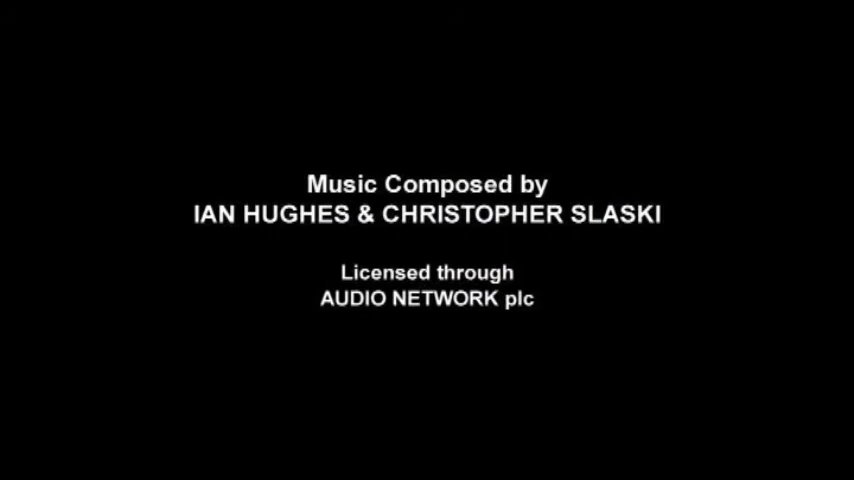 Music Composed by
IAN HUGHES & CHRISTOPHER SLASKI
Licensed through
AUDIO NETWORK plc